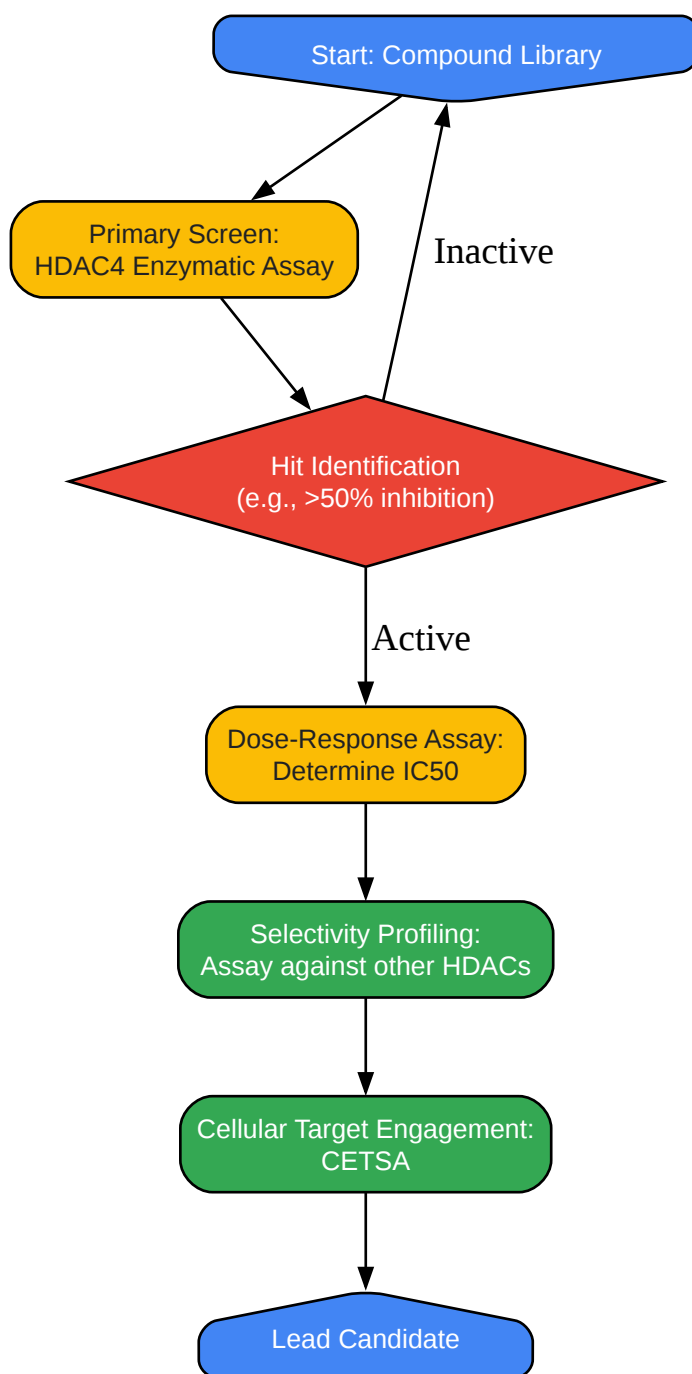 Start: Compound Library
Primary Screen:
HDAC4 Enzymatic Assay
Inactive
Hit Identification
(e.g., >50% inhibition)
Active
Dose-Response Assay:
Determine IC50
Selectivity Profiling:
Assay against other HDACs
Cellular Target Engagement:
CETSA
Lead Candidate